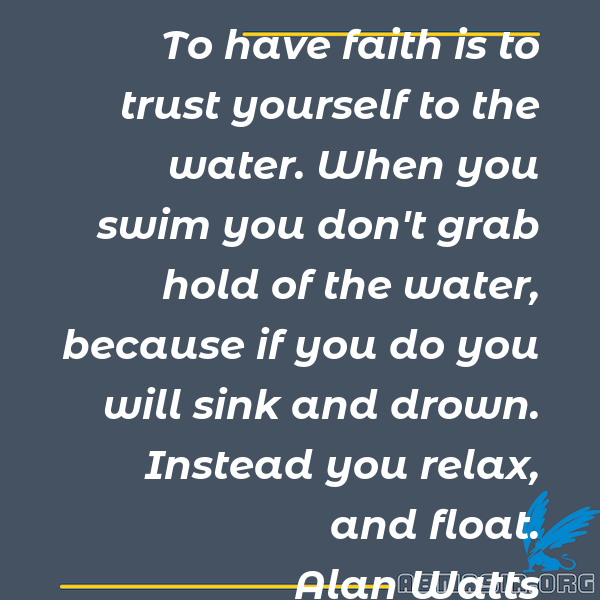 To have faith is to
trust yourself to the
water. When you
swim you don't grab
hold of the water,
because if you do you
will sink and drown.
Instead you relax,
and float.
Alan Watts